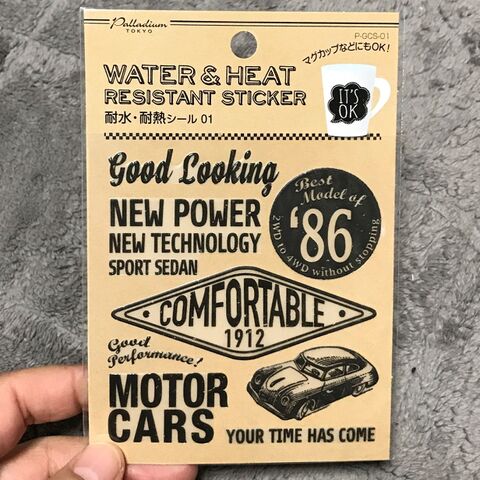 Palladium
TOKYO
P-GCS-01
WATER & HEAT
RESISTANT STICKER
耐水・耐熱シール 01
マグカップなどにもOK!
IT'S
OK
Good Looking
NEW POWER
NEW TECHNOLOGY
SPORT SEDAN
Best
Model of
'86
2WD to 4WD without stopping
COMFORTABLE
1912
Good
Performance!
MOTOR
CARS
YOUR TIME HAS COME